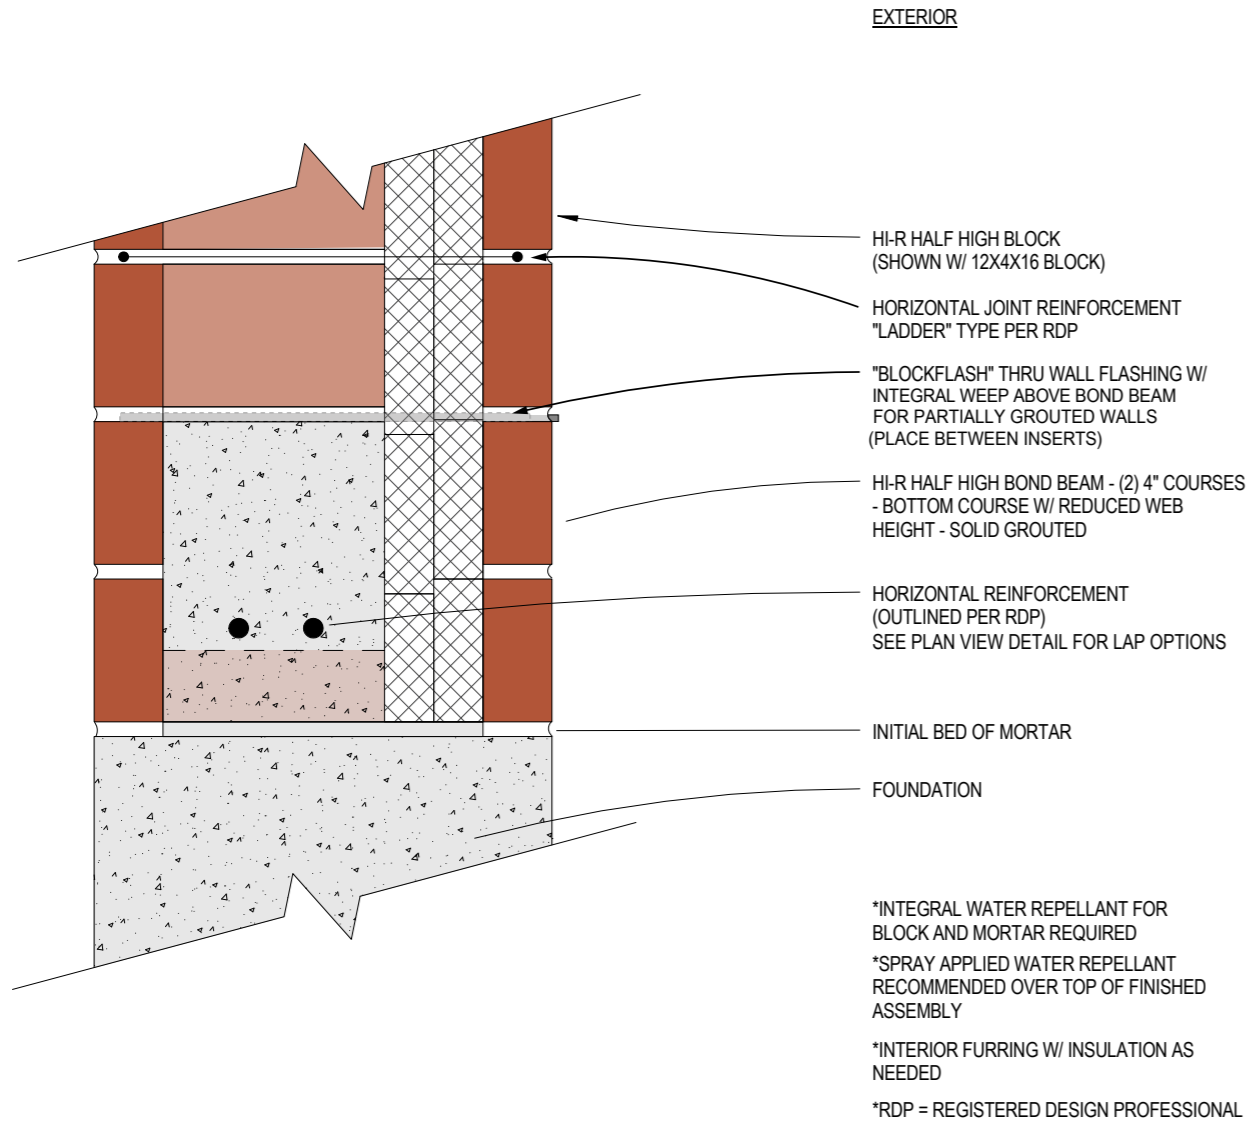 EXTERIOR
HI-R HALF HIGH BLOCK
(SHOWN W/ 12X4X16 BLOCK)
HORIZONTAL JOINT REINFORCEMENT
"LADDER" TYPE PER RDP
"BLOCKFLASH" THRU WALL FLASHING W/
INTEGRAL WEEP ABOVE BOND BEAM
FOR PARTIALLY GROUTED WALLS
(PLACE BETWEEN INSERTS)
HI-R HALF HIGH BOND BEAM - (2) 4" COURSES
- BOTTOM COURSE W/ REDUCED WEB
HEIGHT - SOLID GROUTED
HORIZONTAL REINFORCEMENT
(OUTLINED PER RDP)
SEE PLAN VIEW DETAIL FOR LAP OPTIONS
INITIAL BED OF MORTAR
FOUNDATION
*INTEGRAL WATER REPELLANT FOR
BLOCK AND MORTAR REQUIRED
*SPRAY APPLIED WATER REPELLANT
RECOMMENDED OVER TOP OF FINISHED
ASSEMBLY
*INTERIOR FURRING W/ INSULATION AS
NEEDED
*RDP = REGISTERED DESIGN PROFESSIONAL